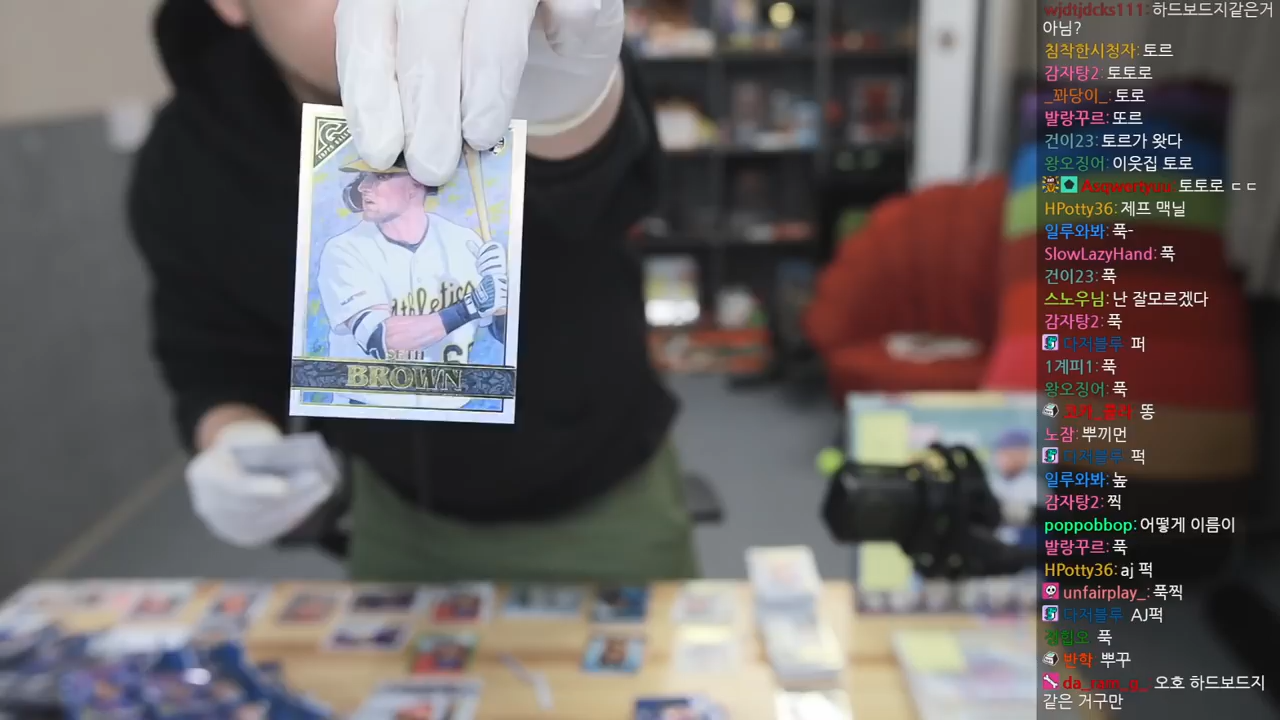 Athletics
SETH
BROWN
wjdtjdcks111: 하드보드지같은거
아님?
침착한시청자: 토르
감자탕2: 토토로
_꽈당이_: 토로
발랑꾸르: 또르
건이23: 토르가 왓다
왕오징어: 이웃집 토로
Asqwertyuu: 토토로 ㄷㄷ
HPotty36: 제프 맥닐
일루와봐: 푹-
SlowLazyHand: 푹
건이23: 푹
스노우님: 난 잘모르겠다
감자탕2: 푹
다저블루 퍼
1계피1: 푹
왕오징어: 푹
똥
노잠: 뿌끼먼
다저블루 퍽
일루와봐: 높
감자탕2: 찍
poppobbop: 어떻게 이름이
발랑꾸르: 푹
HPotty36: aj 퍽
unfairplay_: 푹찍
다저블루 AJ퍽
푹
반학 뿌꾸
da_ram_g_: 오호 하드보드지
같은 거구만